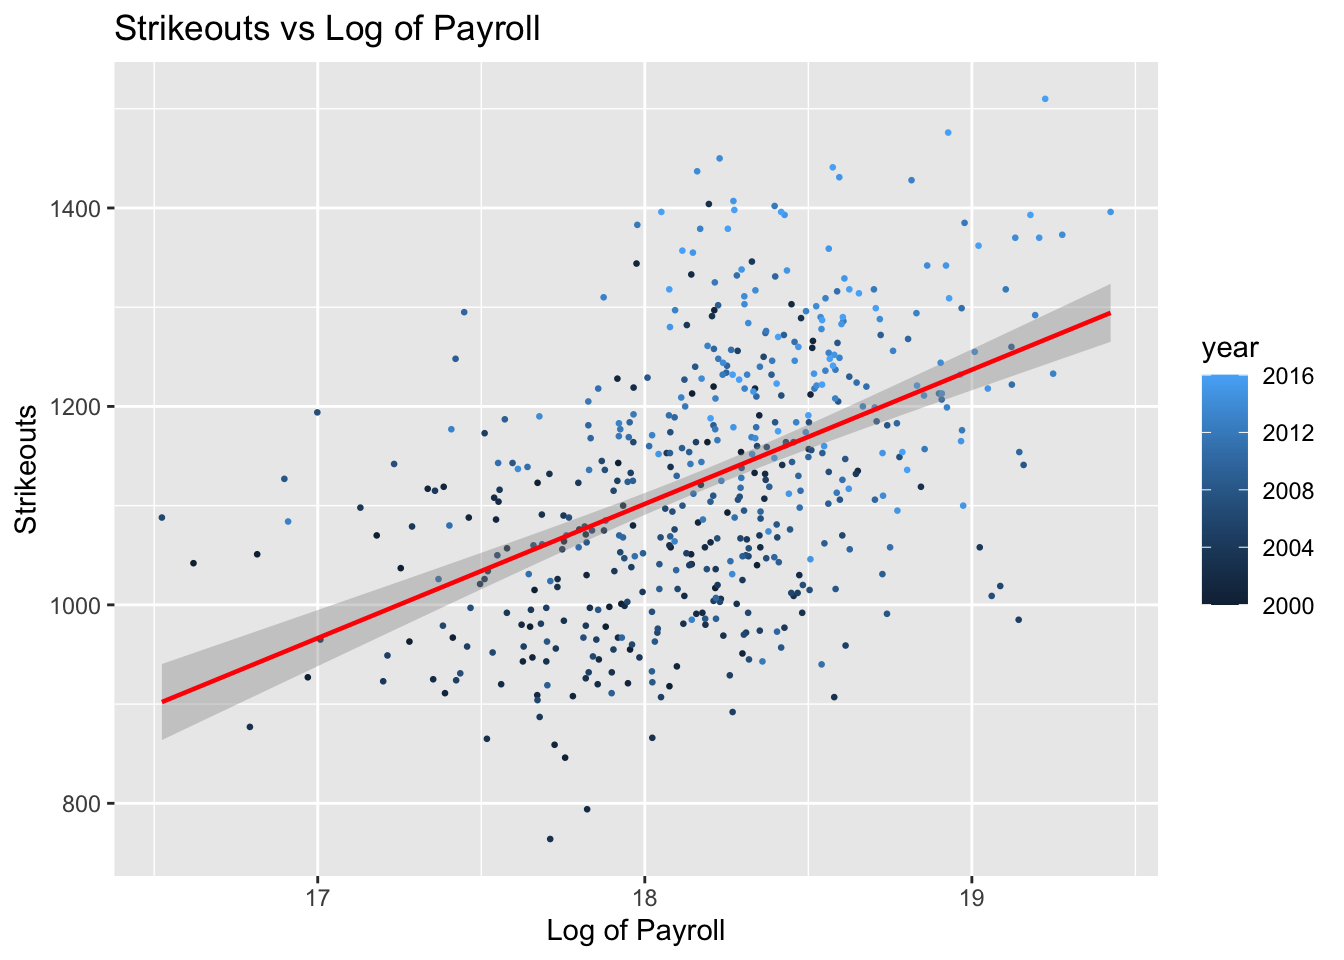 Strikeouts vs Log of Payroll
1400
1200
1000
800
Strikeouts
17 18 19
Log of Payroll
year
2016
2012
2008
2004
2000